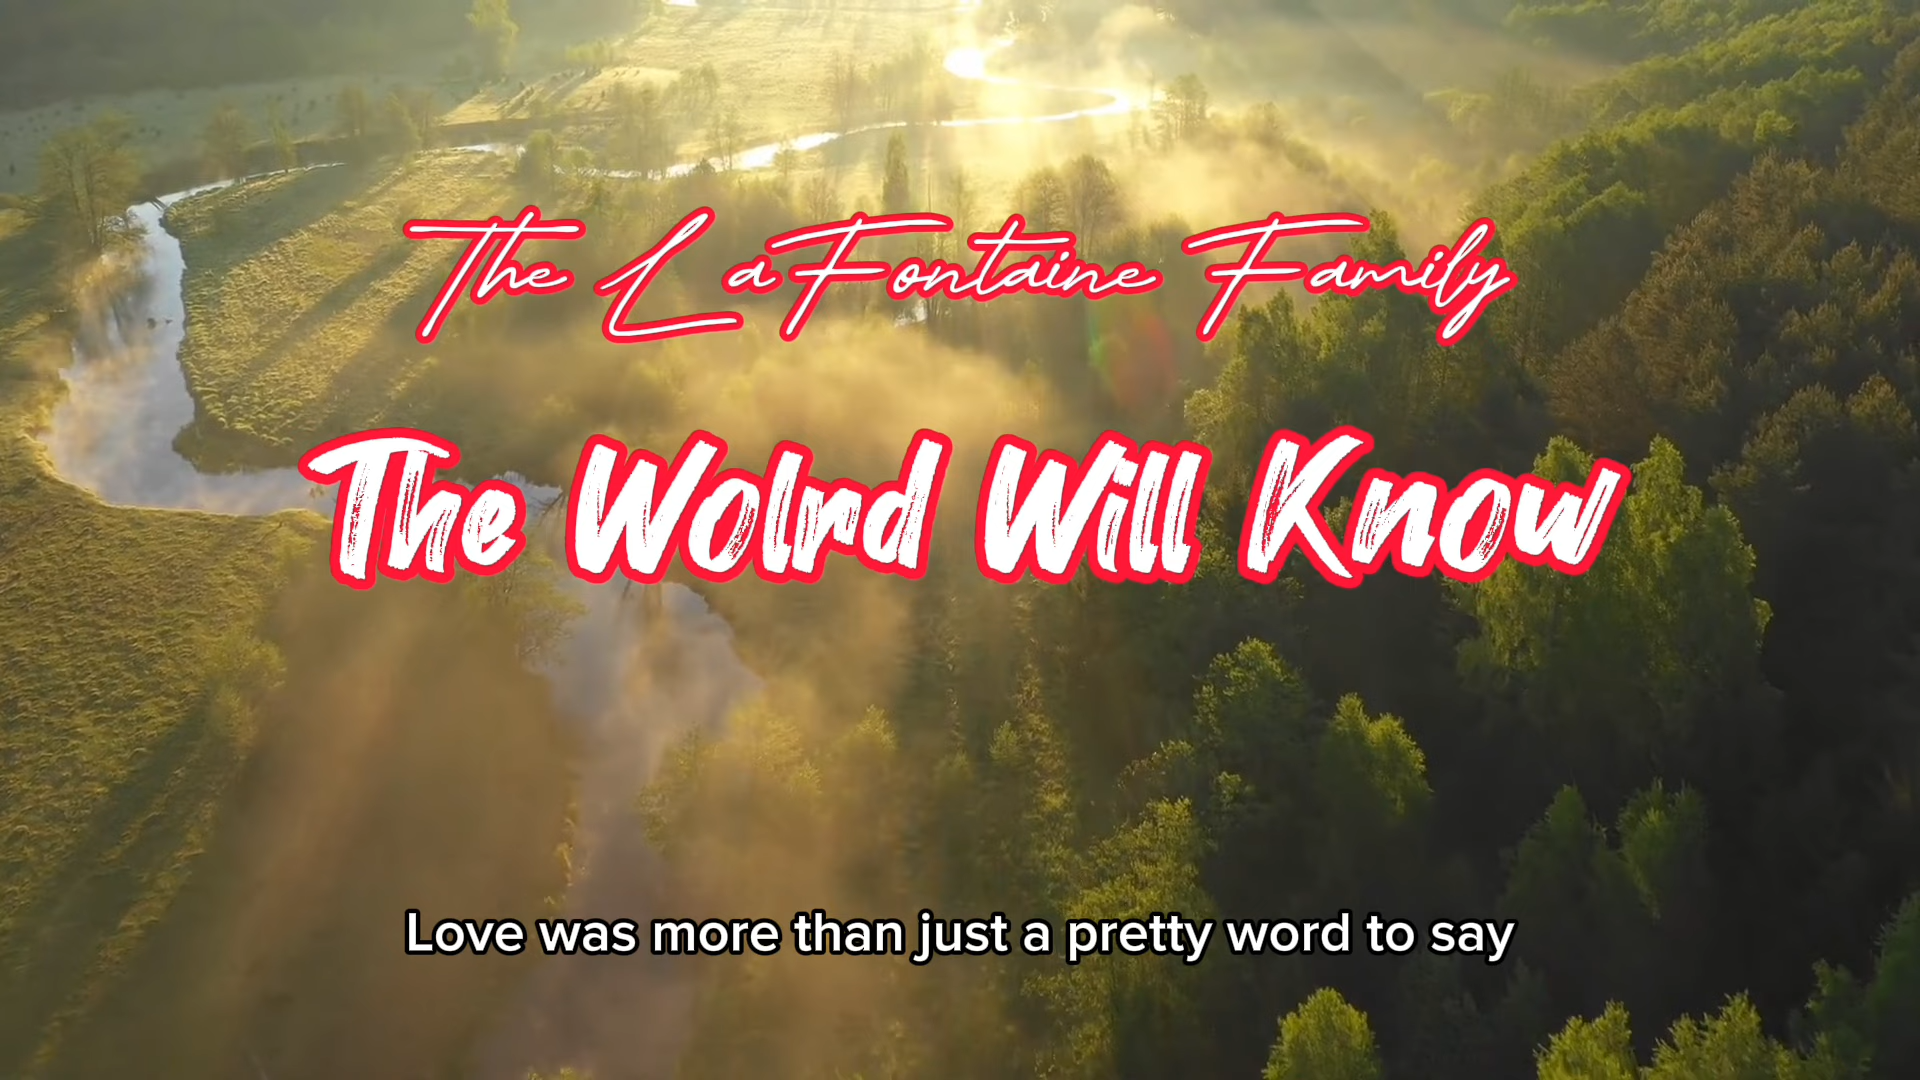 The LaFontaine Family
The Wolrd Will Know
Love was more than just a pretty word to say